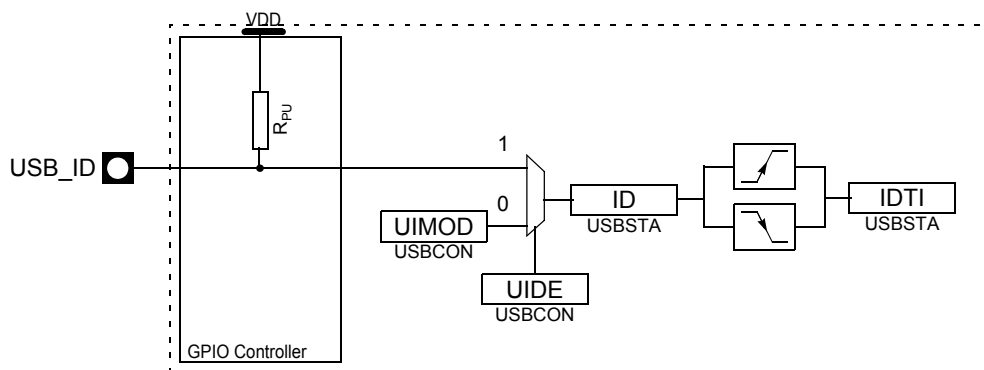 VDD
RPU
USB_ID
1
0
UIMOD
USBCON
UIDE
USBCON
ID
USBSTA
IDTI
USBSTA
GPIO Controller